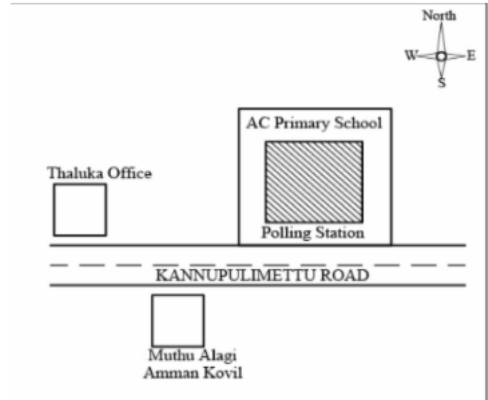 North
W E
S
AC Primary School
Thaluka Office
Polling Station
KANNUPULIMETTU ROAD
Muthu Alagi
Amman Kovil